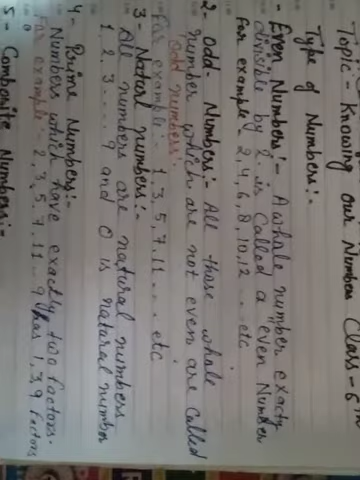 Topic - Knowing our Numbers Class - 6th
Type of Numbers:-
- Even Numbers:- A whole number exacty
divisible by 2. is Called a "even Number
For example - 2, 4, 6, 8, 10, 12 ... etc
2- odd - Numbers:- All those whole
number which are not even are called
"odd numbers".
For example:- 1, 3, 5, 7, 11 ... etc
3. Natural numbers:-
All numbers are natural numbers
1. 2. 3 .... 9 and 0 is natural number
4- Prime Numbers:-
Numbers which have exactly two factors.
For example:- 2, 3, 5, 7. 11 - 9 has 1, 3, 9 factors
5- Composite Numbers:-